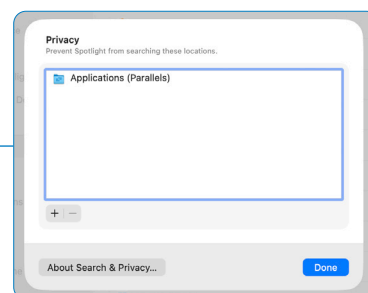 Privacy
Prevent Spotlight from searching these locations.
Applications (Parallels)
About Search & Privacy...
Done